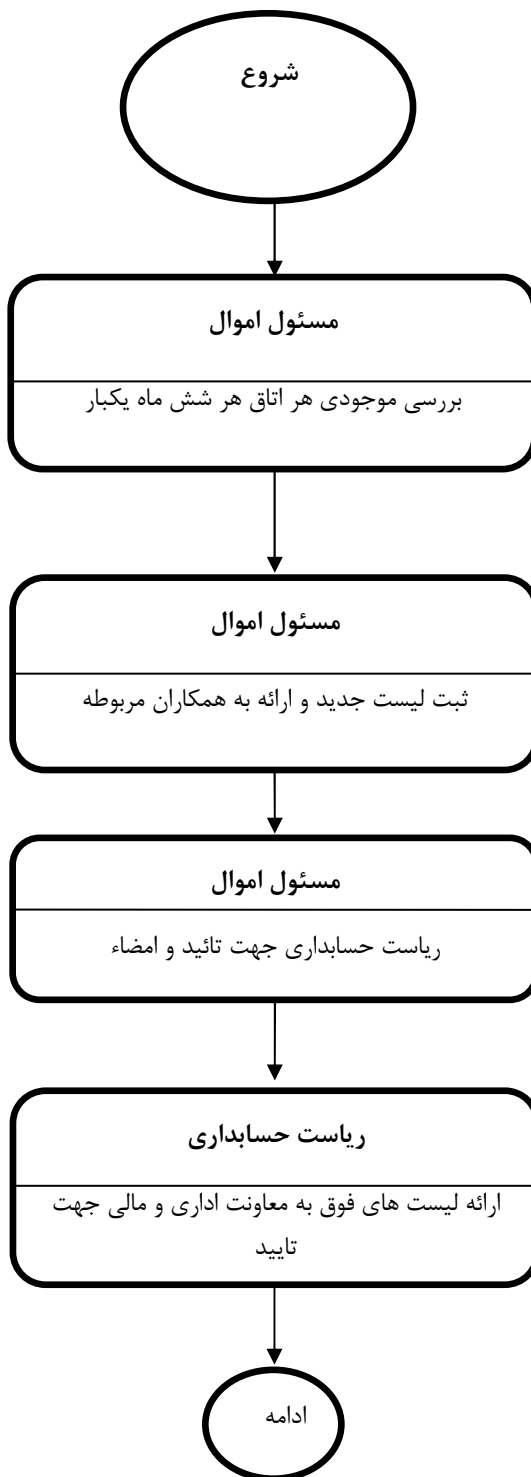 شروع
مسئول اموال
بررسی موجودی هر اتاق هر شش ماه یکبار
مسئول اموال
ثبت لیست جدید و ارائه به همکاران مربوطه
مسئول اموال
ریاست حسابداری جهت تائید و امضاء
ریاست حسابداری
ارائه لیست های فوق به معاونت اداری و مالی جهت
تایید
ادامه